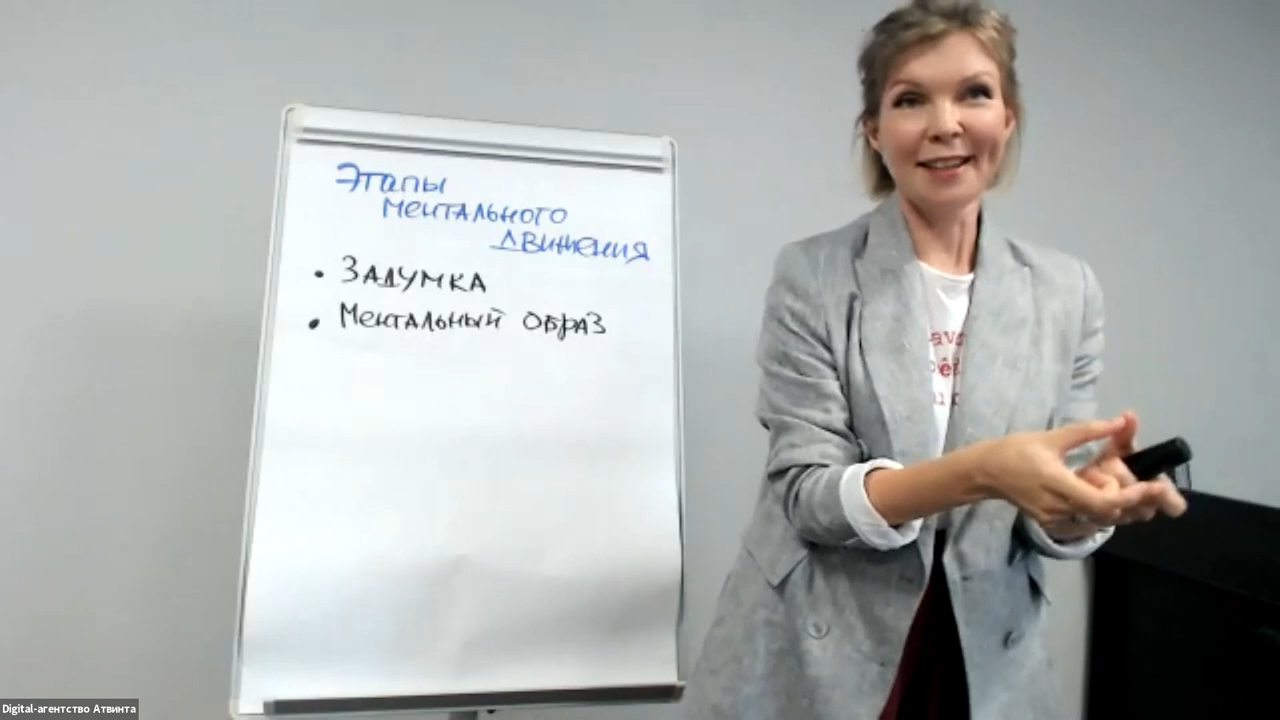 Этапы
ментального
движения
• Задумка
• Ментальный образ
Digital-агентство Атвинта